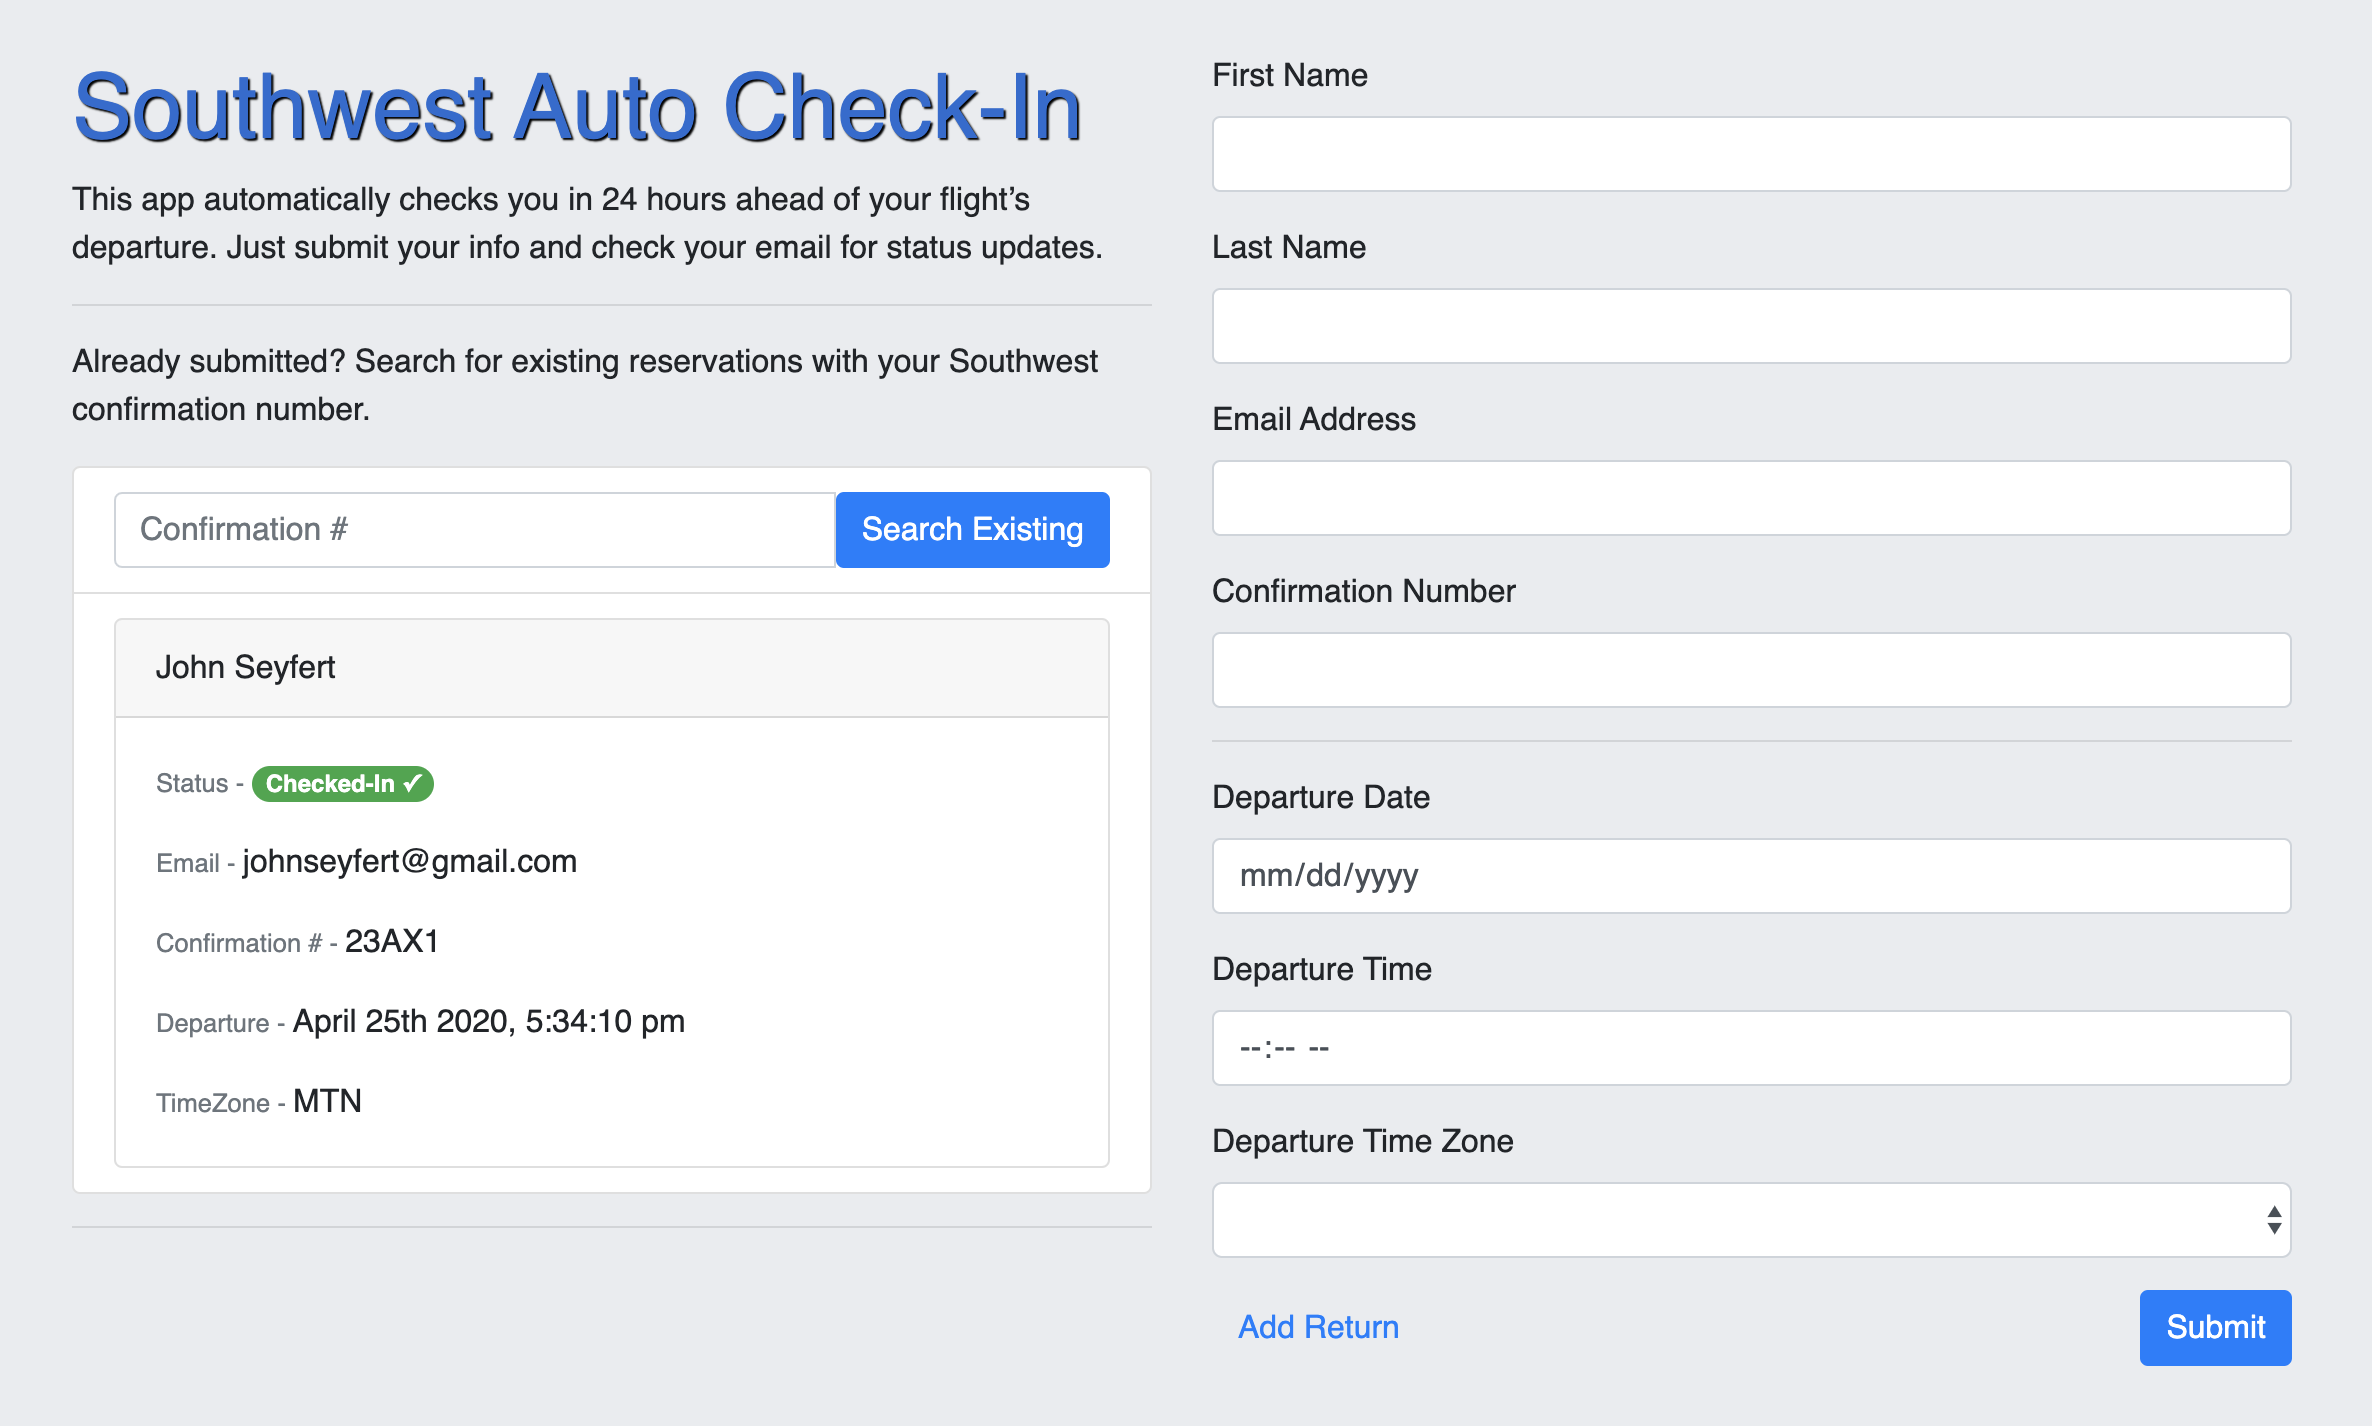 Southwest Auto Check-In
This app automatically checks you in 24 hours ahead of your flight’s
departure. Just submit your info and check your email for status updates.
Already submitted? Search for existing reservations with your Southwest
confirmation number.
Confirmation # Search Existing
John Seyfert
Status - Checked-In ✓
Email - johnseyfert@gmail.com
Confirmation # - 23AX1
Departure - April 25th 2020, 5:34:10 pm
TimeZone - MTN
First Name
Last Name
Email Address
Confirmation Number
Departure Date
mm/dd/yyyy
Departure Time
--:-- --
Departure Time Zone
Add Return Submit